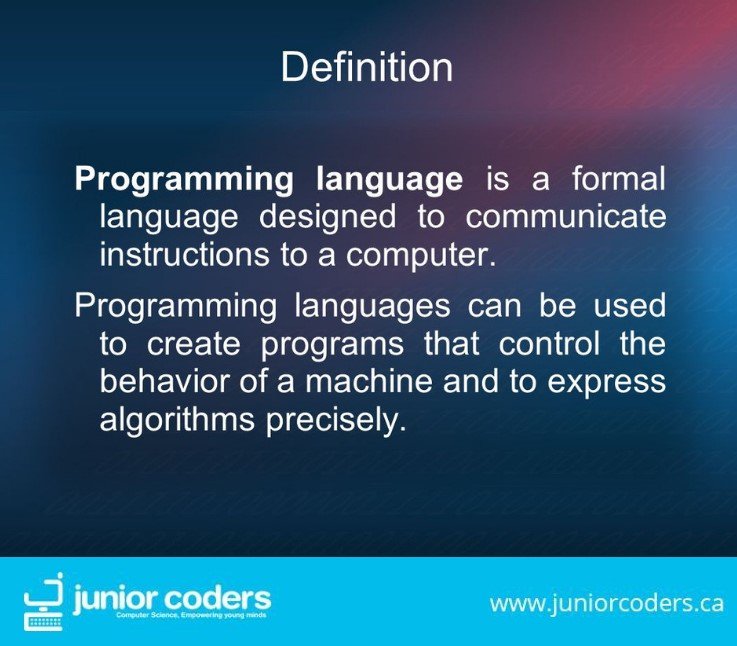 Definition
Programming language is a formal
language designed to communicate
instructions to a computer.
Programming languages can be used
to create programs that control the
behavior of a machine and to express
algorithms precisely.
junior coders
Computer Science, Empowering young minds
www.juniorcoders.ca